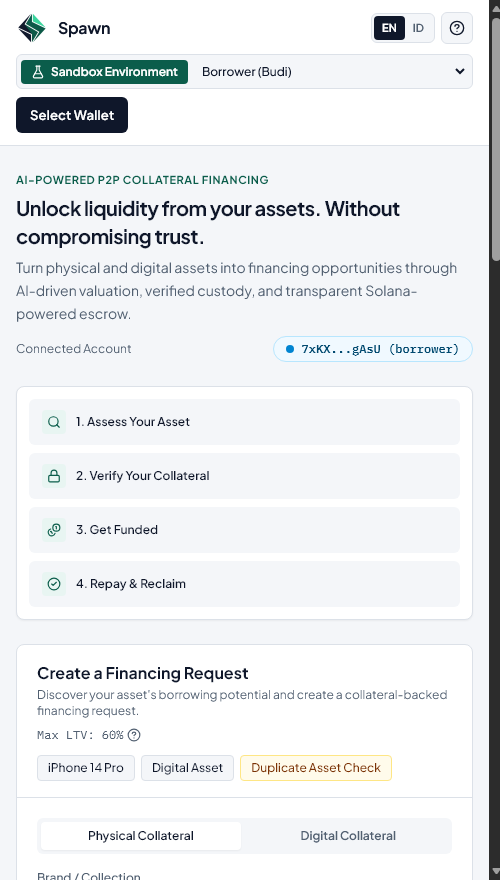 Spawn
EN ID
Sandbox Environment Borrower (Budi)
Select Wallet
AI-POWERED P2P COLLATERAL FINANCING
Unlock liquidity from your assets. Without
compromising trust.
Turn physical and digital assets into financing opportunities through
AI-driven valuation, verified custody, and transparent Solana-
powered escrow.
Connected Account 7xKX...gAsU (borrower)
1. Assess Your Asset
2. Verify Your Collateral
3. Get Funded
4. Repay & Reclaim
Create a Financing Request
Discover your asset's borrowing potential and create a collateral-backed
financing request.
Max LTV: 60%
iPhone 14 Pro Digital Asset Duplicate Asset Check
Physical Collateral Digital Collateral
Brand / Collection